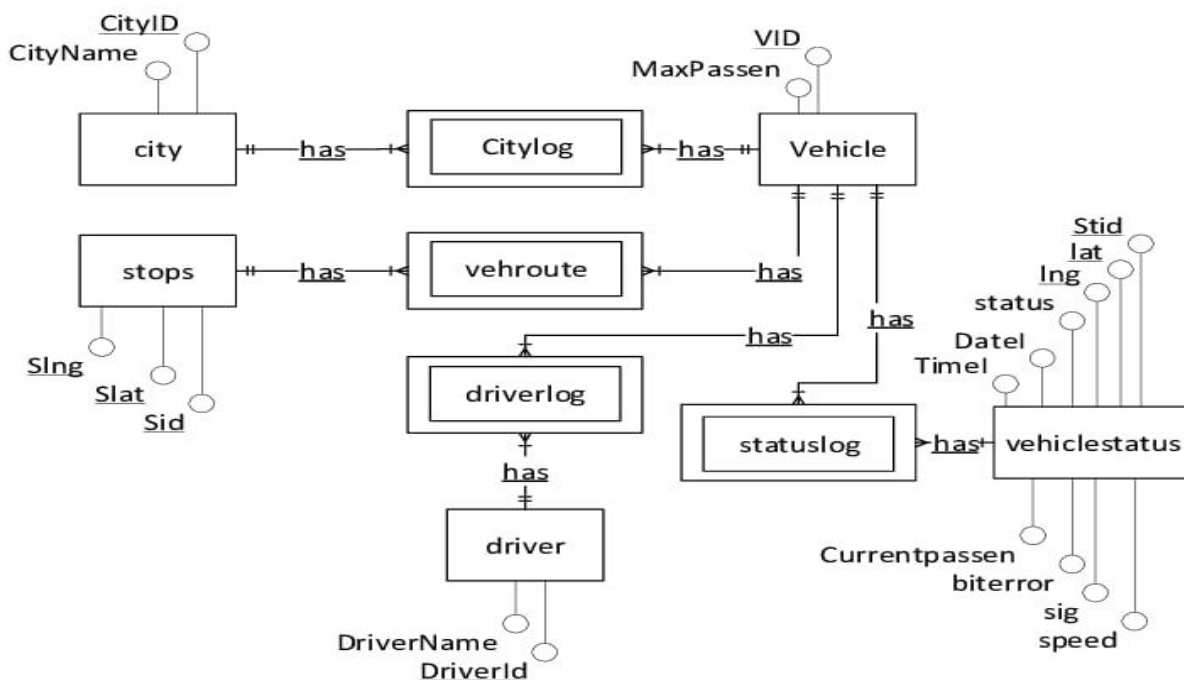 CityID
CityName
VID
MaxPassen
city
has
Citylog
has
Vehicle
stops
has
vehroute
has
Slng
Slat
Sid
has
has
driverlog
Stid
lat
lng
status
Datel
Timel
statuslog
has
vehiclestatus
has
driver
DriverName
DriverId
Currentpassen
biterror
sig
speed